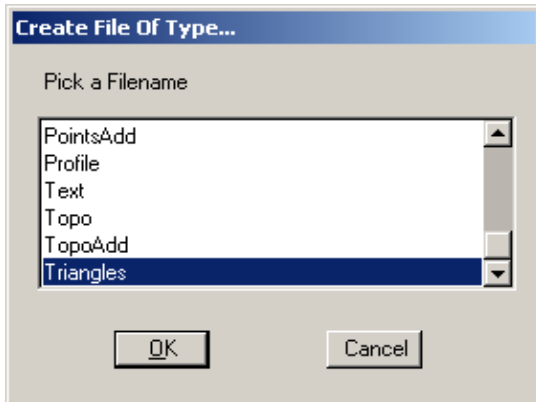 Create File Of Type...
Pick a Filename
PointsAdd
Profile
Text
Topo
TopoAdd
Triangles
OK
Cancel